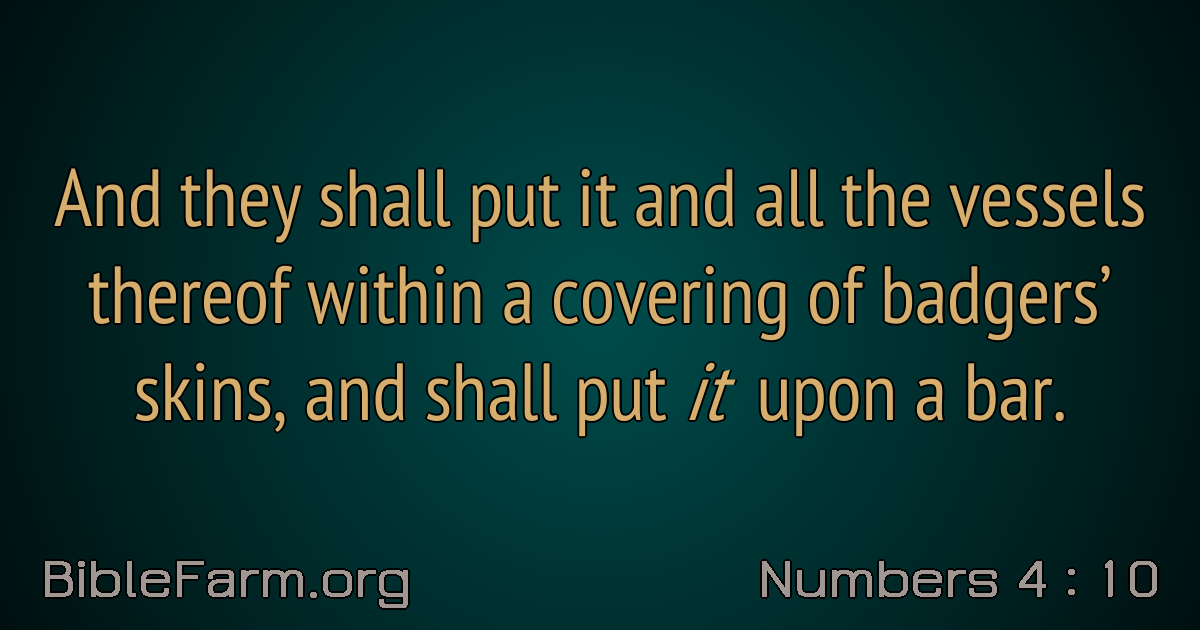 And they shall put it and all the vessels
thereof within a covering of badgers’
skins, and shall put it upon a bar.
BibleFarm.org
Numbers 4 : 10